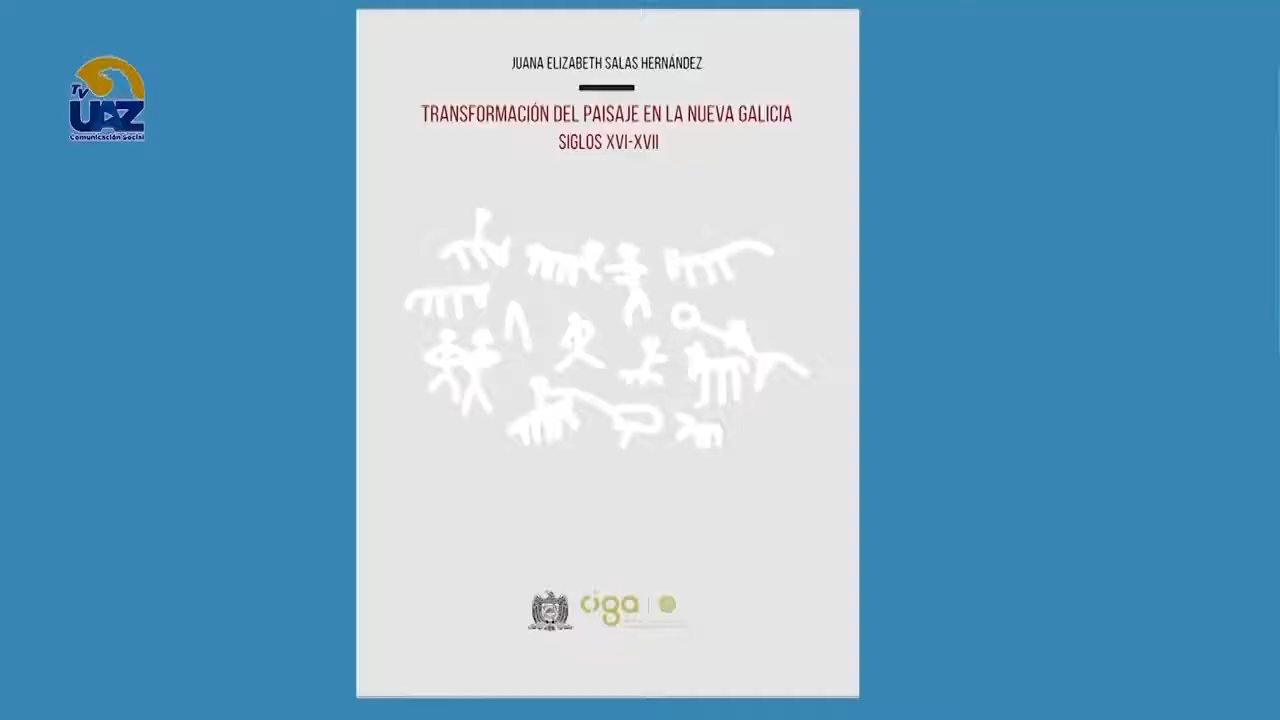 TV
UAZ
Comunicación Social
JUANA ELIZABETH SALAS HERNÁNDEZ
TRANSFORMACIÓN DEL PAISAJE EN LA NUEVA GALICIA
SIGLOS XVI-XVII
ciga